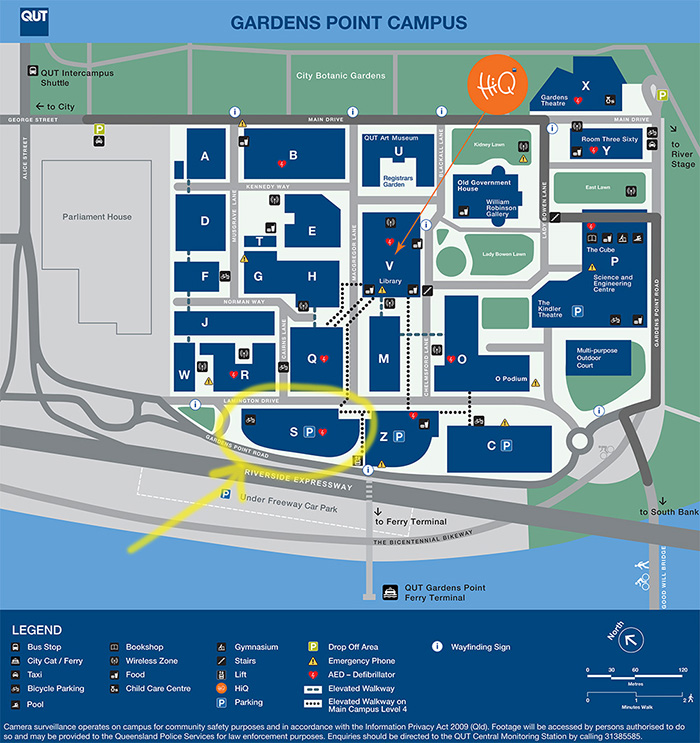 QUT
GARDENS POINT CAMPUS
QUT Intercampus
Shuttle
City Botanic Gardens
HiQ
X
Gardens
Theatre
P
to City
GEORGE STREET
MAIN DRIVE
MAIN DRIVE
P
i
i
i
i
ALICE STREET
A
B
QUT Art Museum
U
Registrars
Garden
BLACKALL LANE
Kidney Lawn
Room Three Sixty
Y
to
River
Stage
KENNEDY WAY
Old Government
House
William
Robinson
Gallery
East Lawn
LADY BOWEN LANE
Parliament House
D
MUSGRAVE LANE
E
T
MACGREGOR LANE
V
Library
i
Lady Bowen Lawn
The Cube
P
Science and
Engineering
Centre
F
G
H
NORMAN WAY
The
Kindler
Theatre
P
GARDENS POINT ROAD
J
CAIRNS LANE
Q
M
CHELMSFORD LANE
O
O Podium
Multi-purpose
Outdoor
Court
W
R
LAMINGTON DRIVE
i
i
S P
Z P
C P
GARDENS POINT ROAD
i
RIVERSIDE EXPRESSWAY
P
Under Freeway Car Park
to Ferry Terminal
to South Bank
THE BICENTENNIAL BIKEWAY
GOOD WILL BRIDGE
QUT Gardens Point
Ferry Terminal
LEGEND
Bus Stop
City Cat / Ferry
Taxi
Bicycle Parking
Pool
Bookshop
Wireless Zone
Food
Child Care Centre
Gymnasium
Stairs
Lift
HiQ HiQ
P Parking
P Drop Off Area
Emergency Phone
AED – Defibrillator
Elevated Walkway
Elevated Walkway on
Main Campus Level 4
i Wayfinding Sign
North
0 30 60 120
Metres
0 1 2
Minutes Walk
Camera surveillance operates on campus for community safety purposes and in accordance with the Information Privacy Act 2009 (Qld). Footage will be accessed by persons authorised to do
so and may be provided to the Queensland Police Services for law enforcement purposes. Enquiries should be directed to the QUT Central Monitoring Station by calling 31385585.